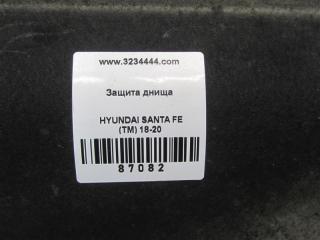 www.3234444.com
Защита днища
HYUNDAI SANTA FE
(TM) 18-20
87082